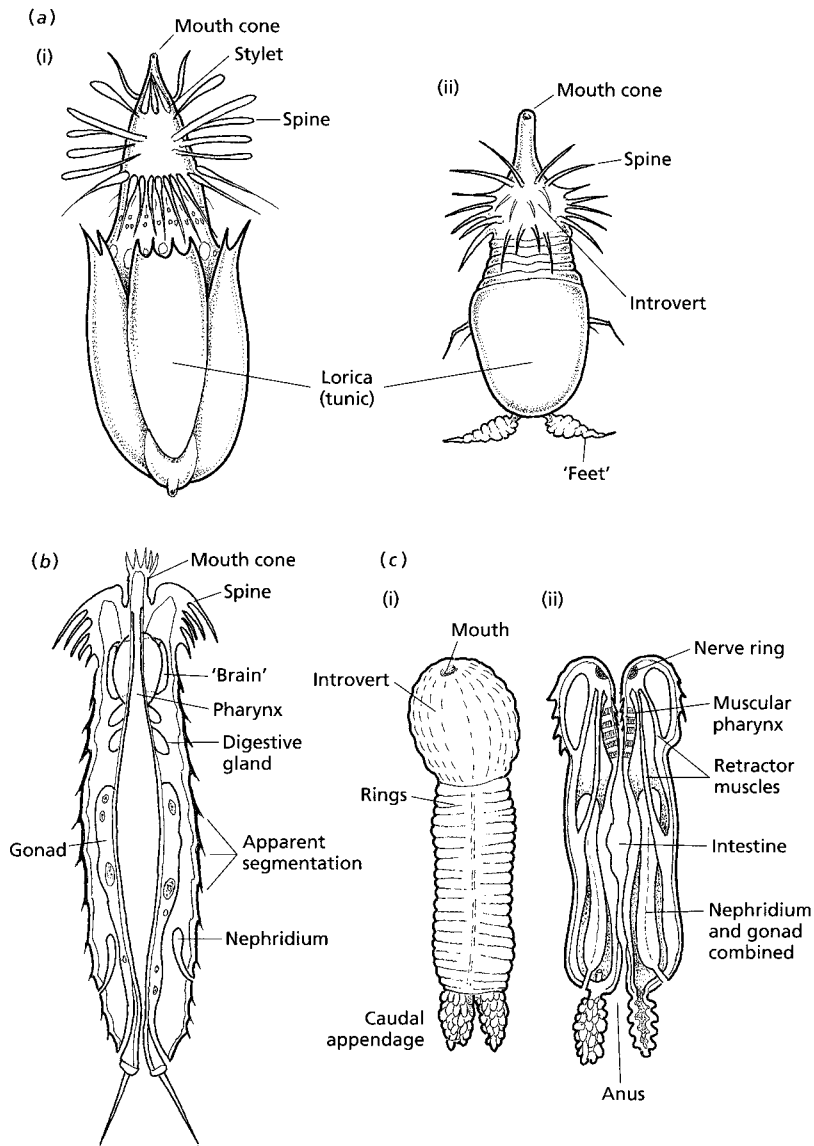 (a)
(i)
Mouth cone
Stylet
Spine
(ii)
Mouth cone
Spine
Introvert
Lorica
(tunic)
'Feet'
(b)
Mouth cone
Spine
'Brain'
Pharynx
Digestive
gland
Gonad
Apparent
segmentation
Nephridium
(c)
(i)
Mouth
Introvert
Rings
Caudal
appendage
(ii)
Nerve ring
Muscular
pharynx
Retractor
muscles
Intestine
Nephridium
and gonad
combined
Anus